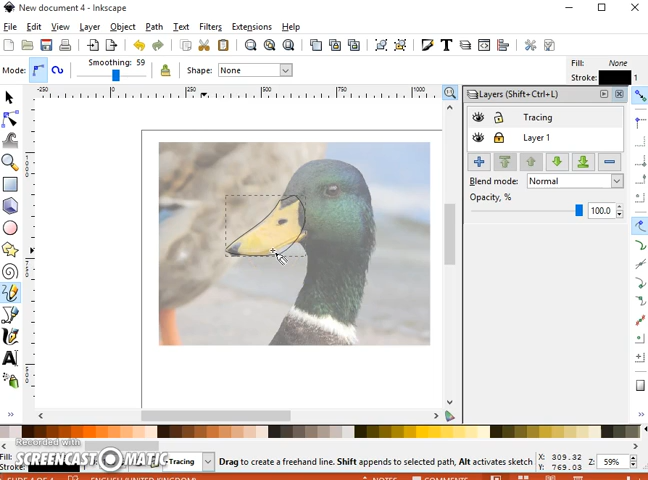 New document 4 - Inkscape
File Edit View Layer Object Path Text Filters Extensions Help
Mode: Smoothing: 59 Shape: None
Fill: None
Stroke: 1
-250 0 250 500 750 1000
Layers (Shift+Ctrl+L)
Tracing
Layer 1
Blend mode: Normal
Opacity, %
100.0
Recorded with
SCREENCAST-O-MATIC
Fill:
Stroke:
Tracing
Drag to create a freehand line. Shift appends to selected path, Alt activates sketch
X: 309.32
Y: 769.03
Z: 59%
NOTES COMMENTS